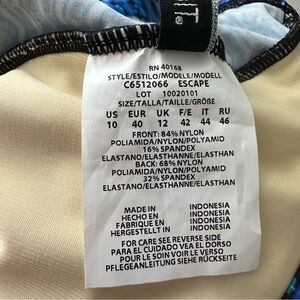 RN 40168
STYLE/ESTILO/MODELE/MODELL
C6512066 ESCAPE
LOT 10020101
SIZE/TALLA/TAILLE/GRÖßE
US EUR UK F/E IT RU
10 40 12 42 44 46
FRONT: 84% NYLON
POLIAMIDA/NYLON/POLYAMID
16% SPANDEX
ELASTANO/ELASTHANNE/ELASTHAN
BACK: 68% NYLON
POLIAMIDA/NYLON/POLYAMID
32% SPANDEX
ELASTANO/ELASTHANNE/ELASTHAN
MADE IN INDONESIA
HECHO EN INDONESIA
FABRIQUE EN INDONESIA
HERGESTELLT IN INDONESIA
FOR CARE SEE REVERSE SIDE
PARA EL CUIDADO VEA EL DORSO
POUR LE SOIN VOIR LE VERSO
PFLEGEANLEITUNG SIEHE RÜCKSEITE